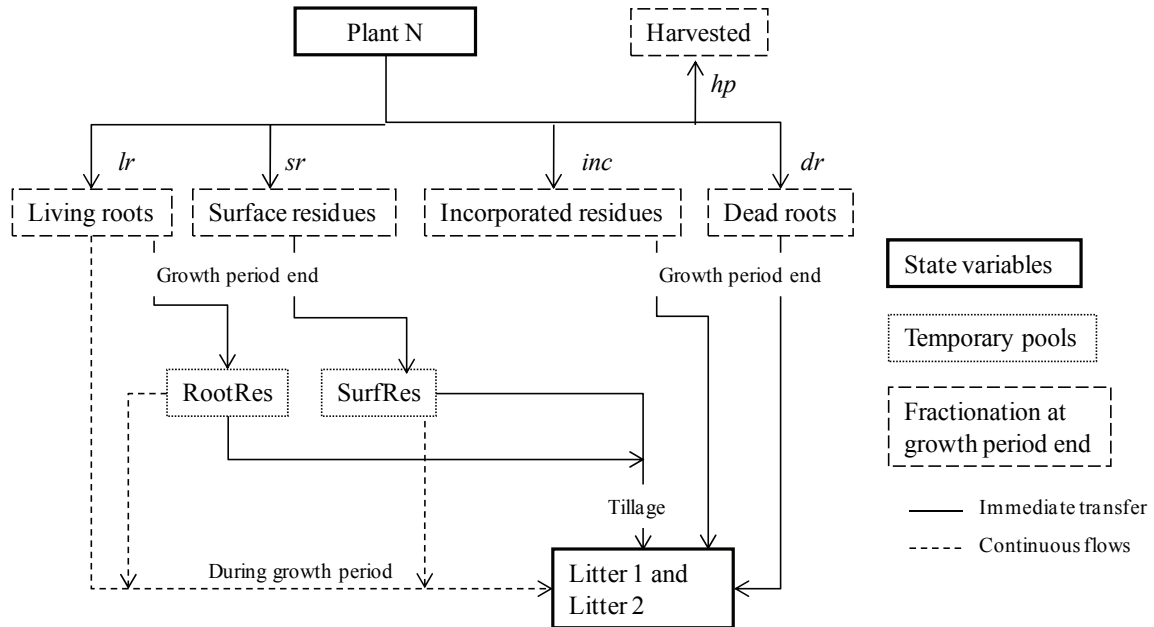 Plant N
Harvested
hp
lr
sr
inc
dr
Living roots
Surface residues
Incorporated residues
Dead roots
Growth period end
Growth period end
State variables
Temporary pools
RootRes
SurfRes
Fractionation at
growth period end
Tillage
Immediate transfer
Continuous flows
During growth period
Litter 1 and
Litter 2